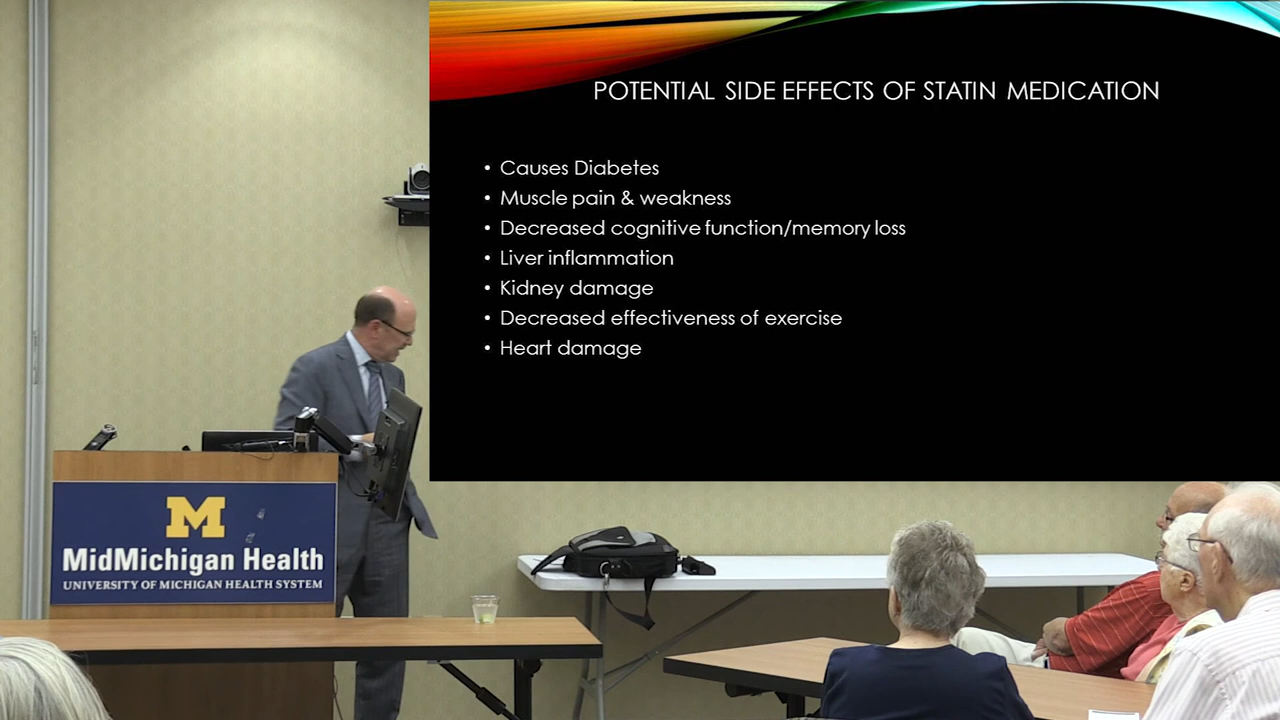 POTENTIAL SIDE EFFECTS OF STATIN MEDICATION
• Causes Diabetes
• Muscle pain & weakness
• Decreased cognitive function/memory loss
• Liver inflammation
• Kidney damage
• Decreased effectiveness of exercise
• Heart damage
M
MidMichigan Health
UNIVERSITY OF MICHIGAN HEALTH SYSTEM